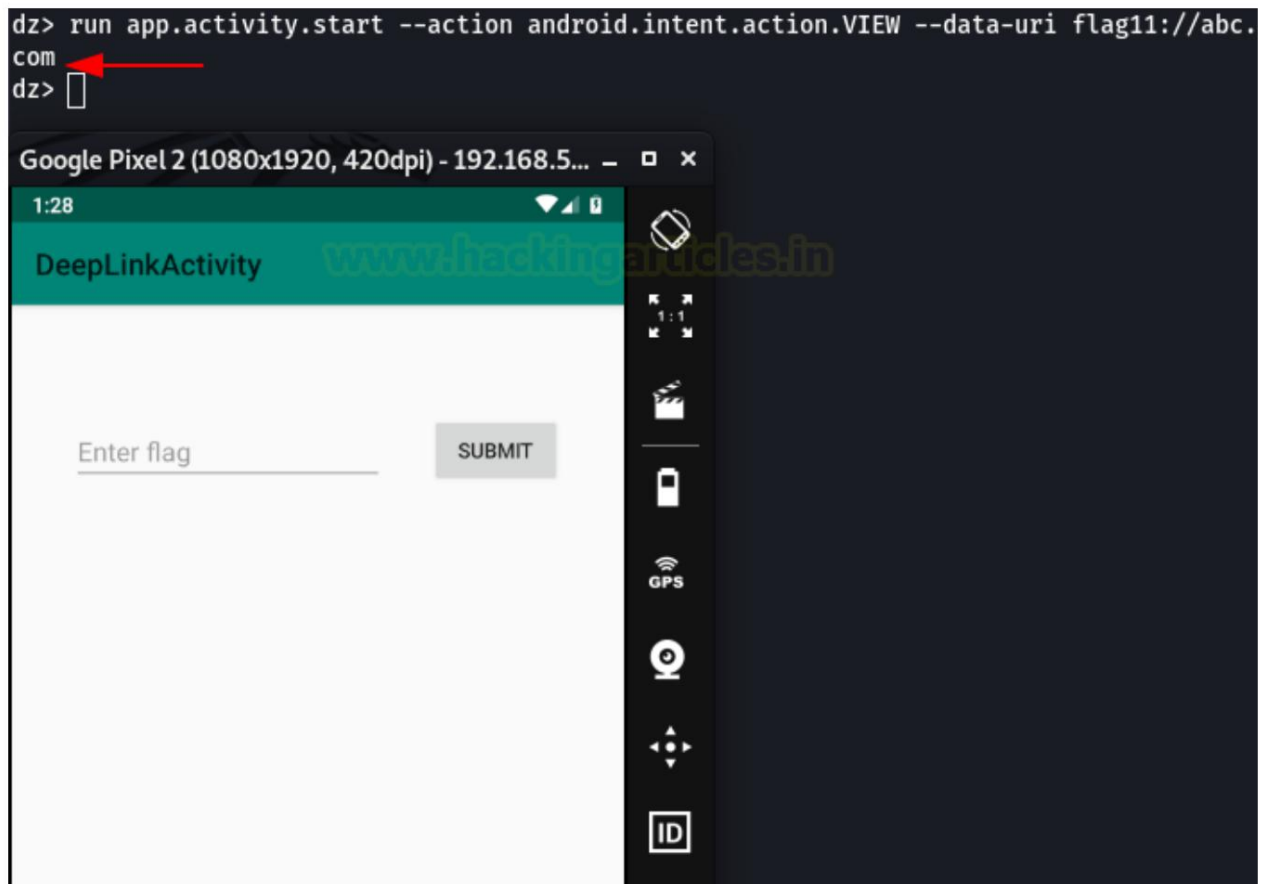 dz> run app.activity.start --action android.intent.action.VIEW --data-uri flag11://abc.
com
dz>
Google Pixel 2 (1080x1920, 420dpi) - 192.168.5...
1:28
DeepLinkActivity
www.hackingarticles.in
1:1
Enter flag
SUBMIT
GPS
ID